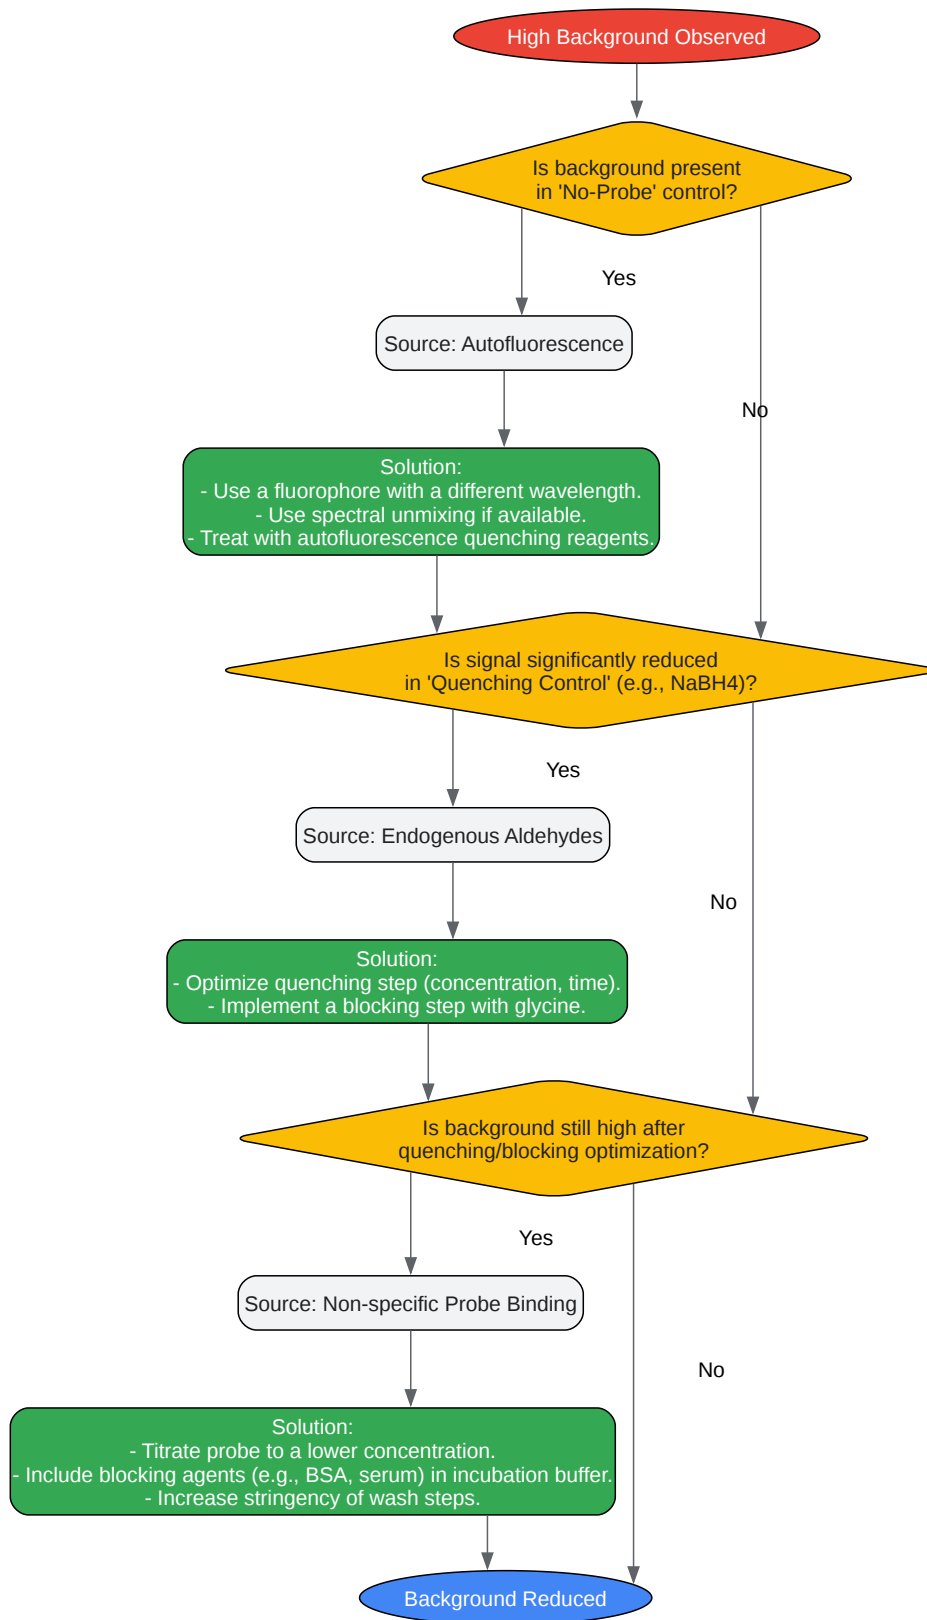 High Background Observed
Is background present
in 'No-Probe' control?
Yes
Source: Autofluorescence
No
Solution:
- Use a fluorophore with a different wavelength.
- Use spectral unmixing if available.
- Treat with autofluorescence quenching reagents.
Is signal significantly reduced
in 'Quenching Control' (e.g., NaBH4)?
Yes
Source: Endogenous Aldehydes
No
Solution:
- Optimize quenching step (concentration, time).
- Implement a blocking step with glycine.
Is background still high after
quenching/blocking optimization?
Yes
Source: Non-specific Probe Binding
No
Solution:
- Titrate probe to a lower concentration.
- Include blocking agents (e.g., BSA, serum) in incubation buffer.
- Increase stringency of wash steps.
Background Reduced